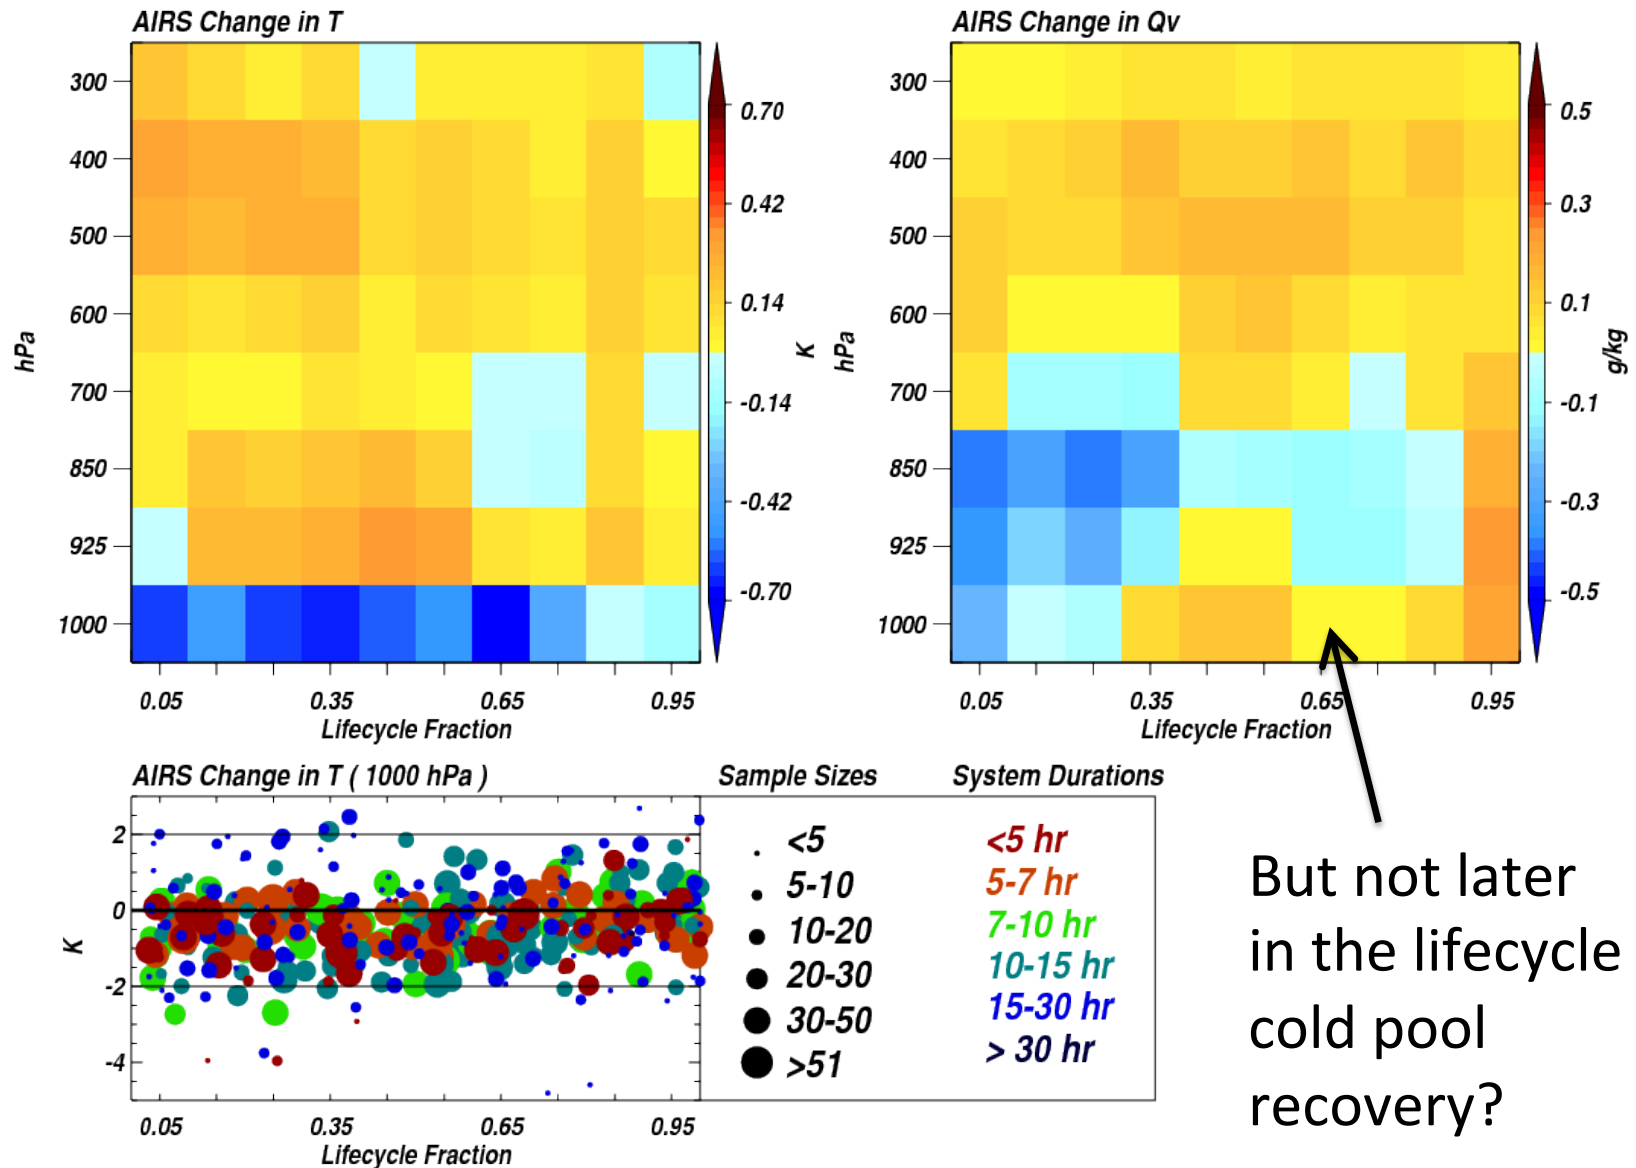 AIRS Change in T
300
400
500
600
700
850
925
1000
hPa
0.05
0.35
0.65
0.95
Lifecycle Fraction
0.70
0.42
0.14
-0.14
-0.42
-0.70
K
AIRS Change in Qv
300
400
500
600
700
850
925
1000
hPa
0.05
0.35
0.65
0.95
Lifecycle Fraction
0.5
0.3
0.1
-0.1
-0.3
-0.5
g/kg
AIRS Change in T ( 1000 hPa )
2
0
-2
-4
K
0.05
0.35
0.65
0.95
Lifecycle Fraction
Sample Sizes
<5
5-10
10-20
20-30
30-50
>51
System Durations
<5 hr
5-7 hr
7-10 hr
10-15 hr
15-30 hr
> 30 hr
But not later
in the lifecycle
cold pool
recovery?